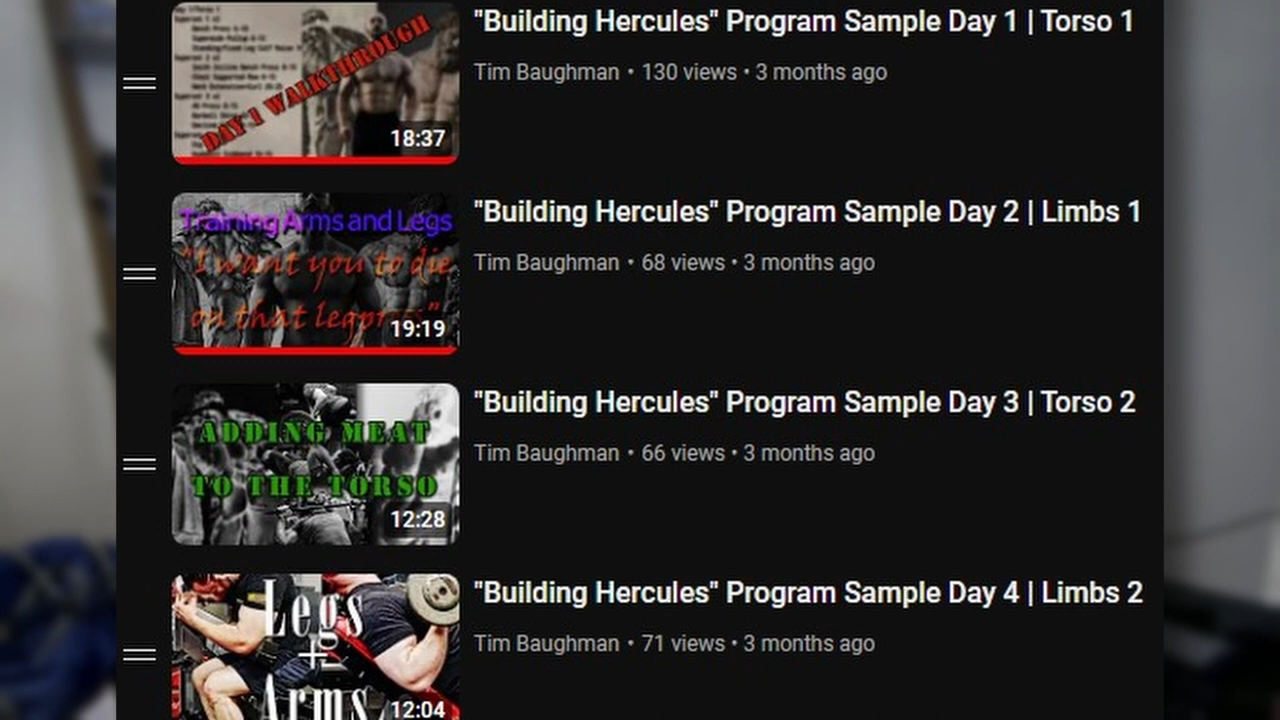 "Building Hercules" Program Sample Day 1 | Torso 1
Tim Baughman • 130 views • 3 months ago
DAY 1 WALKTHROUGH
18:37
"Building Hercules" Program Sample Day 2 | Limbs 1
Tim Baughman • 68 views • 3 months ago
Training Arms and Legs
"I want you to die
on that legpress"
19:19
"Building Hercules" Program Sample Day 3 | Torso 2
Tim Baughman • 66 views • 3 months ago
ADDING MEAT
TO THE TORSO
12:28
"Building Hercules" Program Sample Day 4 | Limbs 2
Tim Baughman • 71 views • 3 months ago
Legs
+
Arms
12:04